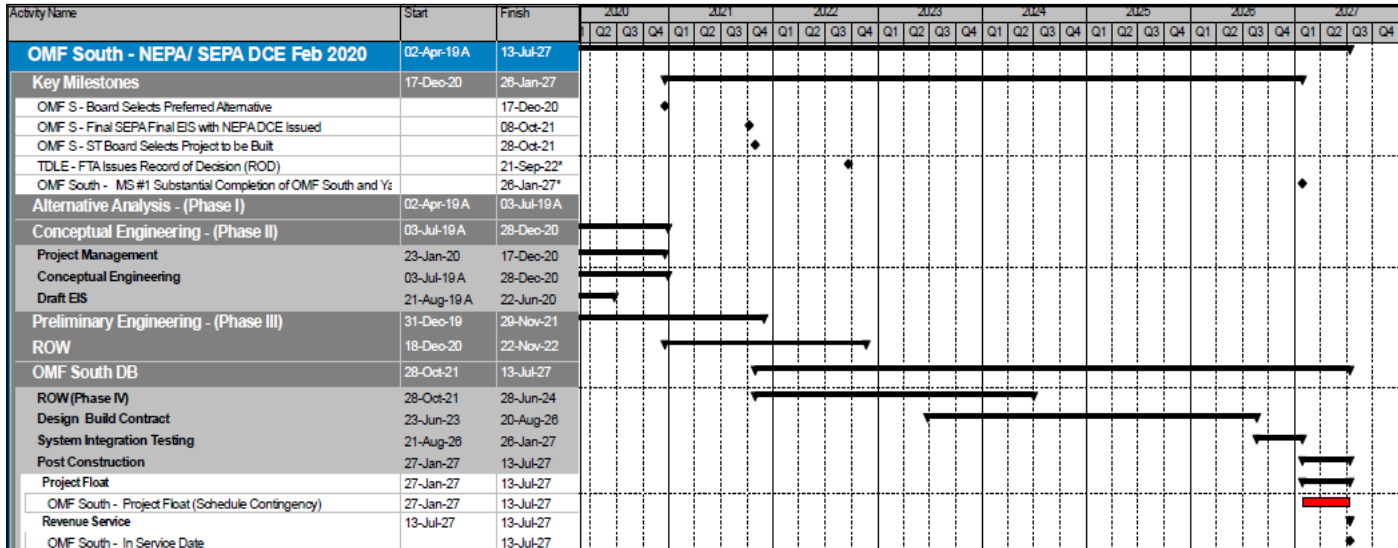 Activity Name Start Finish 2020 2021 2022 2023 2024 2025 2026 2027
Q2 Q3 Q4 Q1 Q2 Q3 Q4 Q1 Q2 Q3 Q4 Q1 Q2 Q3 Q4 Q1 Q2 Q3 Q4 Q1 Q2 Q3 Q4 Q1 Q2 Q3 Q4 Q1 Q2 Q3 Q4
OMF South - NEPA/ SEPA DCE Feb 2020 02-Apr-19 A 13-Jul-27
Key Milestones 17-Dec-20 26-Jan-27
OMF S - Board Selects Preferred Alternative 17-Dec-20
OMF S - Final SEPA Final EIS with NEPA DCE Issued 08-Oct-21
OMF S - ST Board Selects Project to be Built 28-Oct-21
TDLE - FTA Issues Record of Decision (ROD) 21-Sep-22*
OMF South - MS #1 Substantial Completion of OMF South and Ya 26-Jan-27*
Alternative Analysis - (Phase I) 02-Apr-19 A 03-Jul-19 A
Conceptual Engineering - (Phase II) 03-Jul-19 A 28-Dec-20
Project Management 23-Jan-20 17-Dec-20
Conceptual Engineering 03-Jul-19 A 28-Dec-20
Draft EIS 21-Aug-19 A 22-Jun-20
Preliminary Engineering - (Phase III) 31-Dec-19 29-Nov-21
ROW 18-Dec-20 22-Nov-22
OMF South DB 28-Oct-21 13-Jul-27
ROW (Phase IV) 28-Oct-21 28-Jun-24
Design Build Contract 23-Jun-23 20-Aug-26
System Integration Testing 21-Aug-26 26-Jan-27
Post Construction 27-Jan-27 13-Jul-27
Project Float 27-Jan-27 13-Jul-27
OMF South - Project Float (Schedule Contingency) 27-Jan-27 13-Jul-27
Revenue Service 13-Jul-27 13-Jul-27
OMF South - In Service Date 13-Jul-27